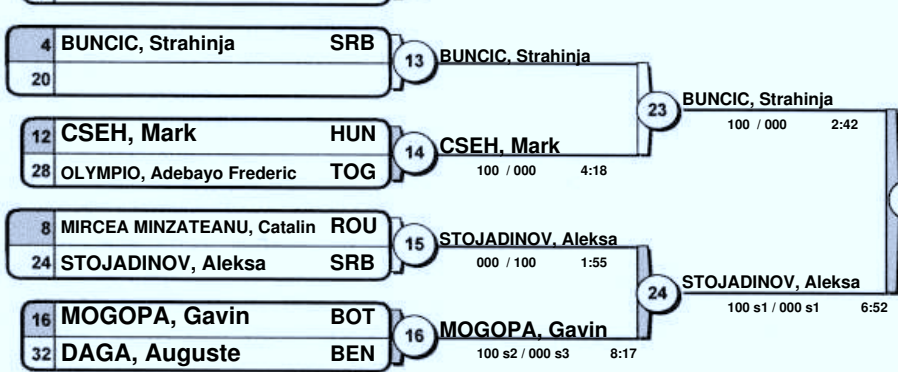 4 BUNCIC, Strahinja SRB
20
13 BUNCIC, Strahinja
12 CSEH, Mark HUN
28 OLYMPIO, Adebayo Frederic TOG
14 CSEH, Mark
100 / 000 4:18
23 BUNCIC, Strahinja
100 / 000 2:42
8 MIRCEA MINZATEANU, Catalin ROU
24 STOJADINOV, Aleksa SRB
15 STOJADINOV, Aleksa
000 / 100 1:55
16 MOGOPA, Gavin BOT
32 DAGA, Auguste BEN
16 MOGOPA, Gavin
100 s2 / 000 s3 8:17
24 STOJADINOV, Aleksa
100 s1 / 000 s1 6:52